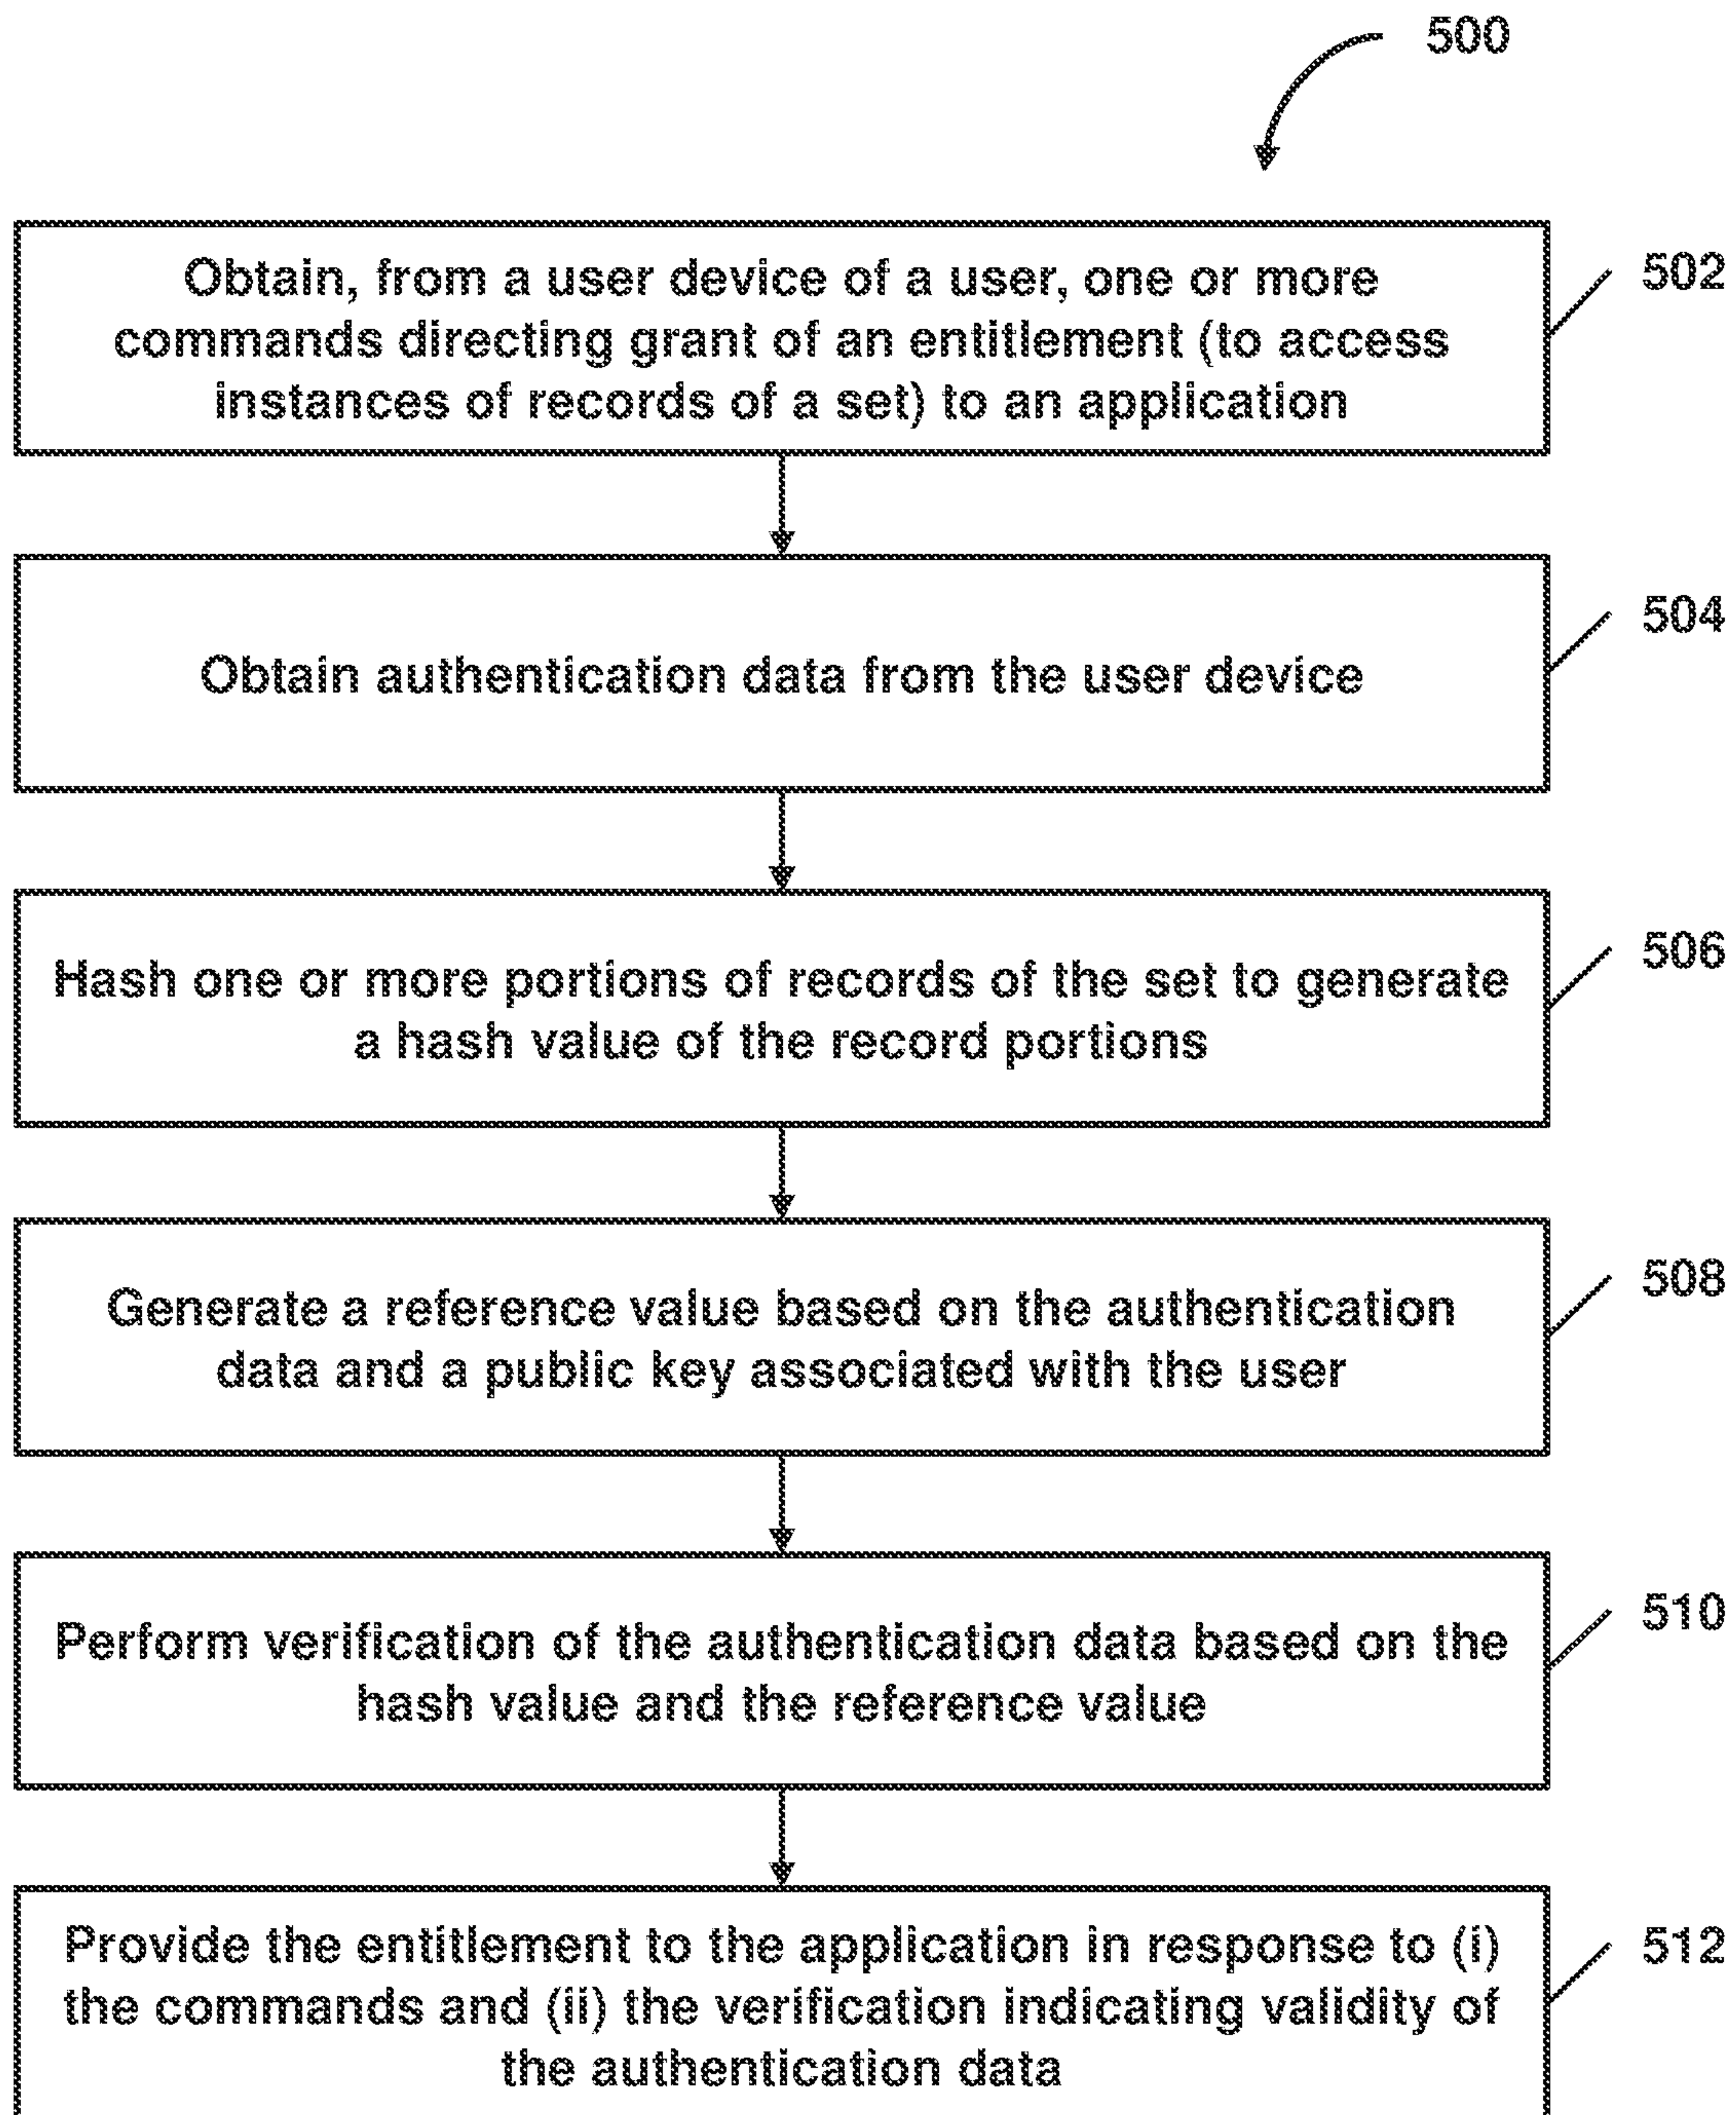 500
Obtain, from a user device of a user, one or more
commands directing grant of an entitlement (to access
instances of records of a set) to an application
502
Obtain authentication data from the user device
504
Hash one or more portions of records of the set to generate
a hash value of the record portions
506
Generate a reference value based on the authentication
data and a public key associated with the user
508
Perform verification of the authentication data based on the
hash value and the reference value
510
Provide the entitlement to the application in response to (i)
the commands and (ii) the verification indicating validity of
the authentication data
512